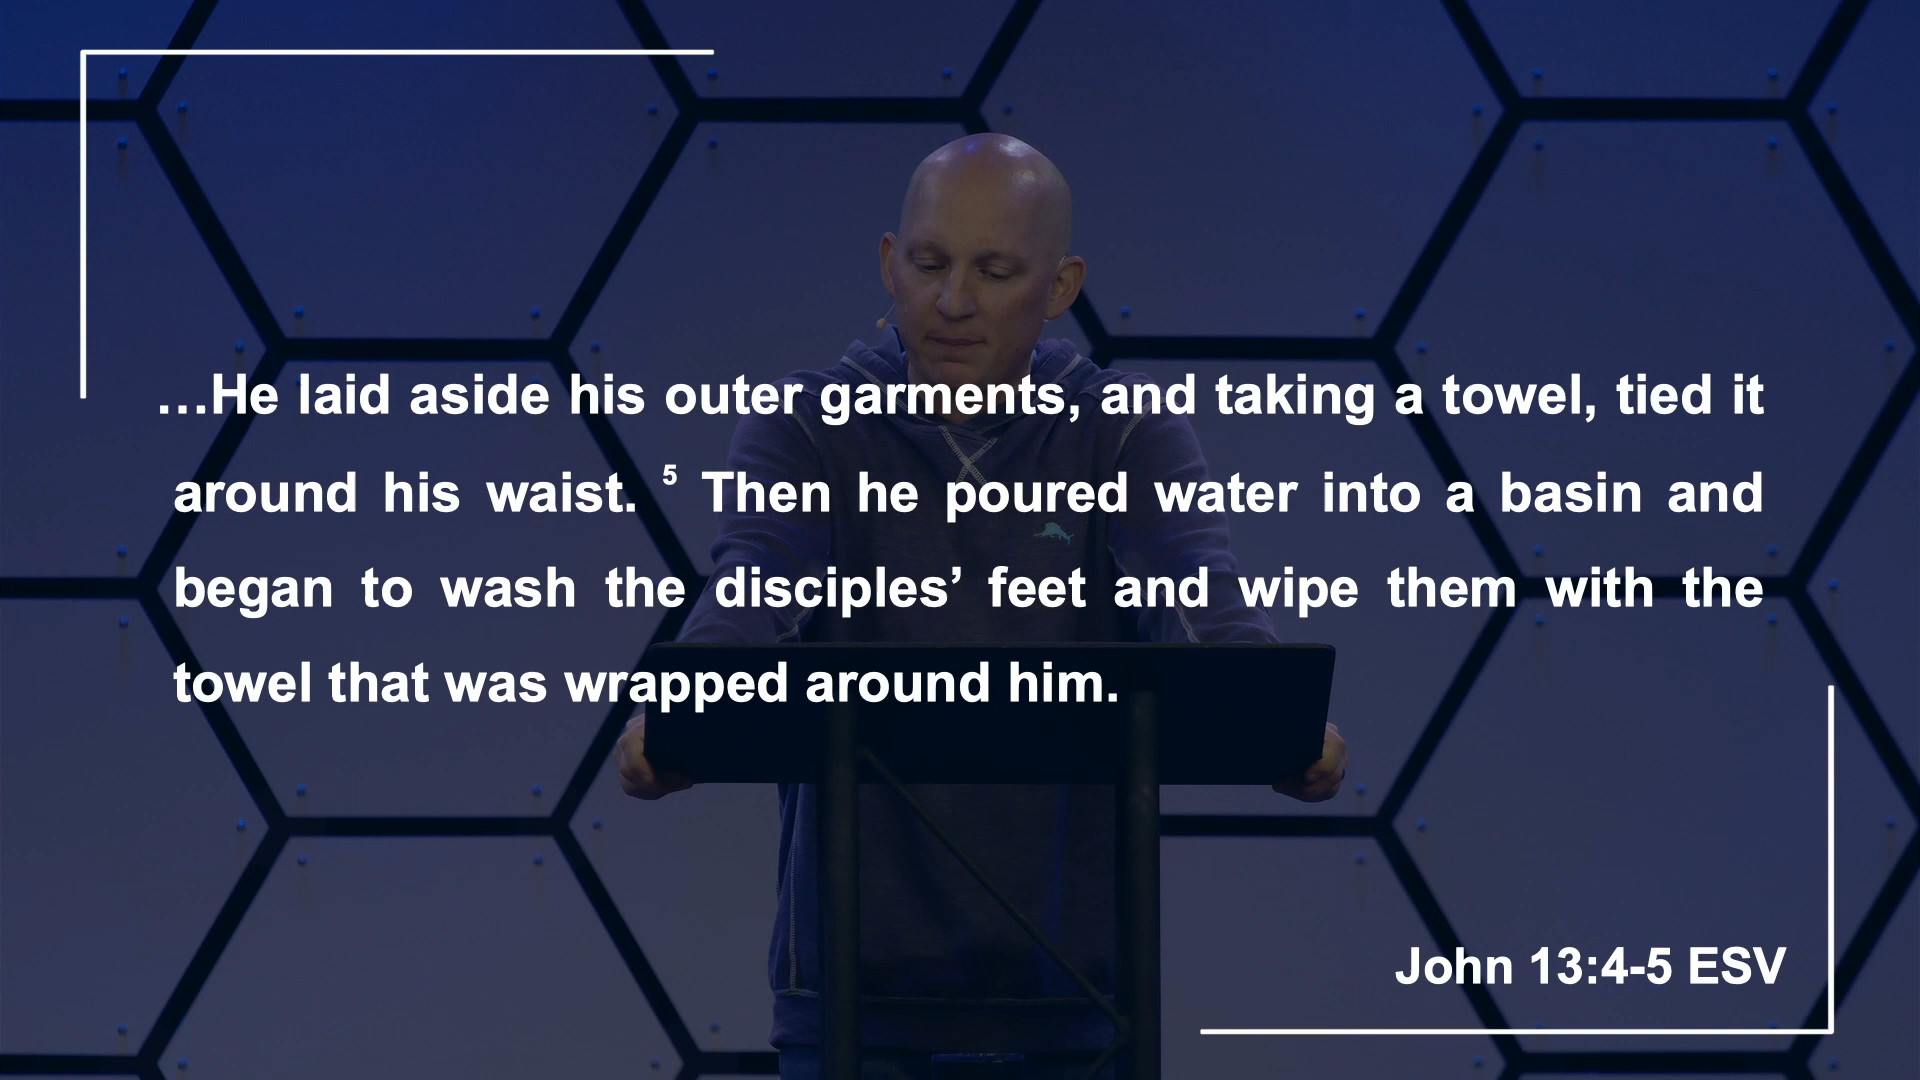 …He laid aside his outer garments, and taking a towel, tied it
around his waist. 5 Then he poured water into a basin and
began to wash the disciples’ feet and wipe them with the
towel that was wrapped around him.
John 13:4-5 ESV